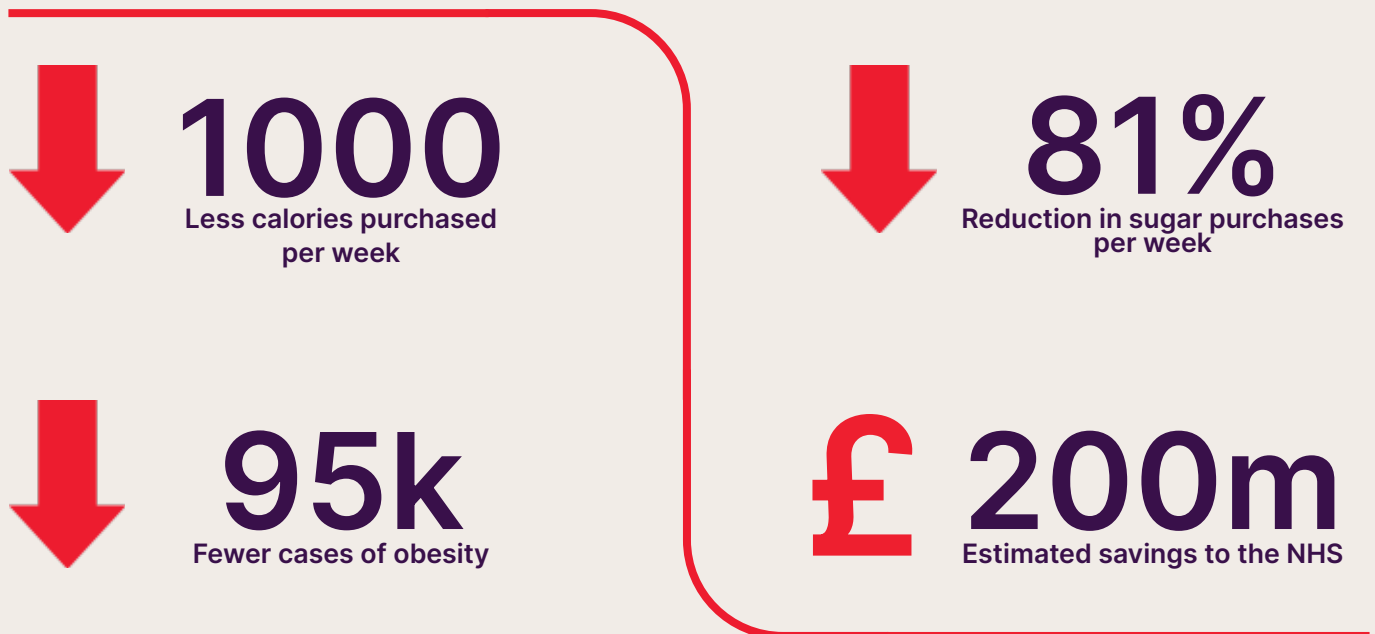 1000
Less calories purchased
per week
81%
Reduction in sugar purchases
per week
95k
Fewer cases of obesity
£ 200m
Estimated savings to the NHS